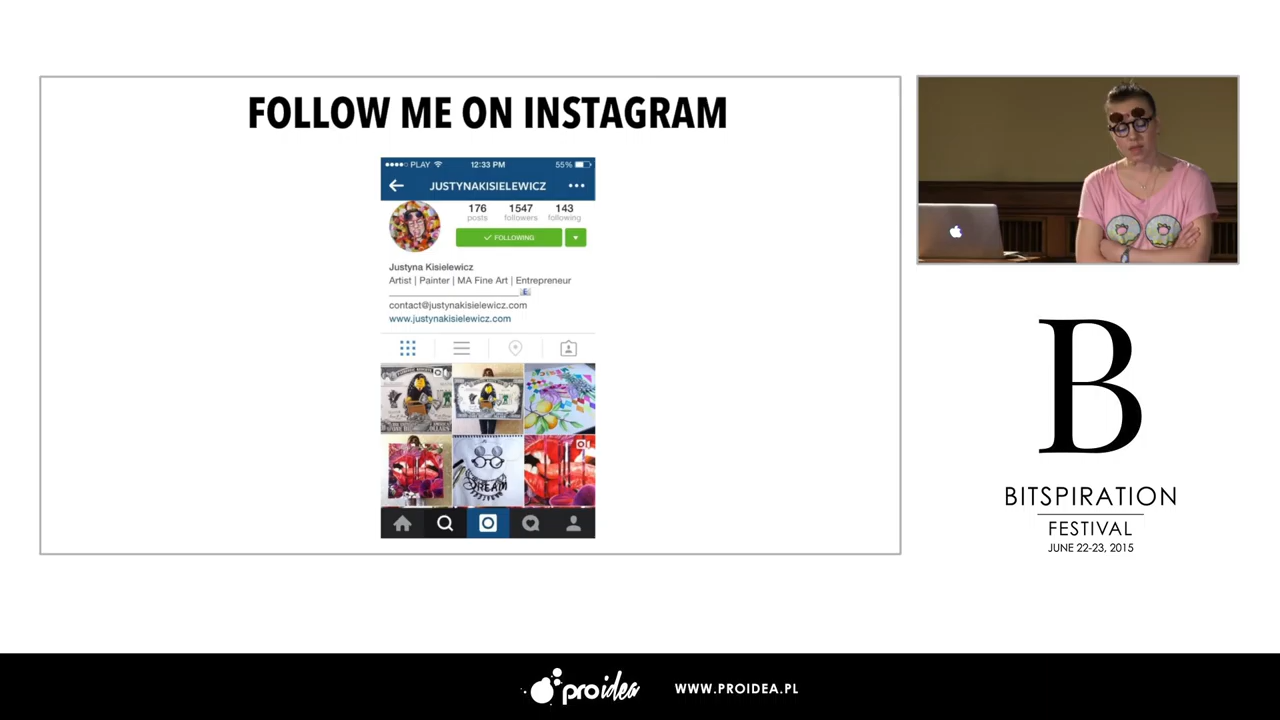 FOLLOW ME ON INSTAGRAM
PLAY 12:33 PM 55%
JUSTYNAKISIELEWICZ
176 1547 143
posts followers following
FOLLOWING
Justyna Kisielewicz
Artist | Painter | MA Fine Art | Entrepreneur
contact@justynakisielewicz.com
www.justynakisielewicz.com
B
BITSPIRATION
FESTIVAL
JUNE 22-23, 2015
proidea
WWW.PROIDEA.PL